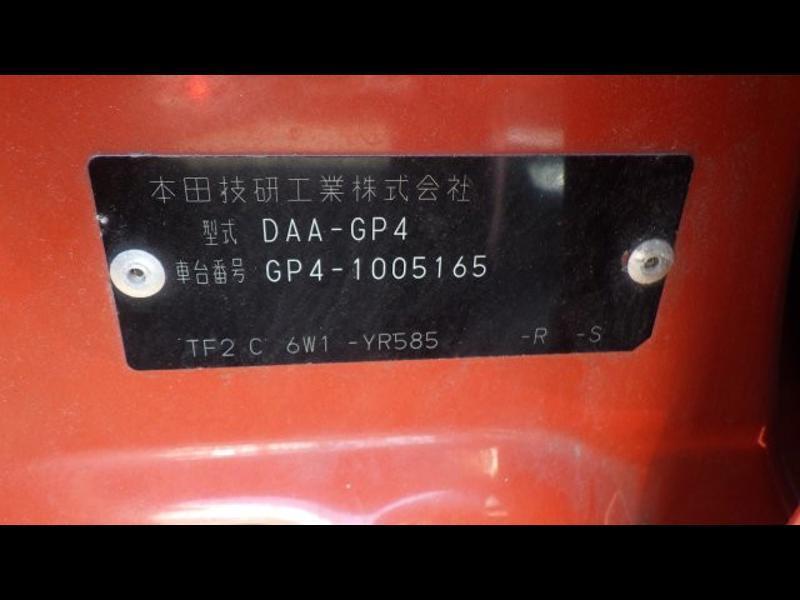 本田技研工業株式会社
型式 DAA-GP4
車台番号 GP4-1005165
TF2 C 6W1 -YR585 -R -S